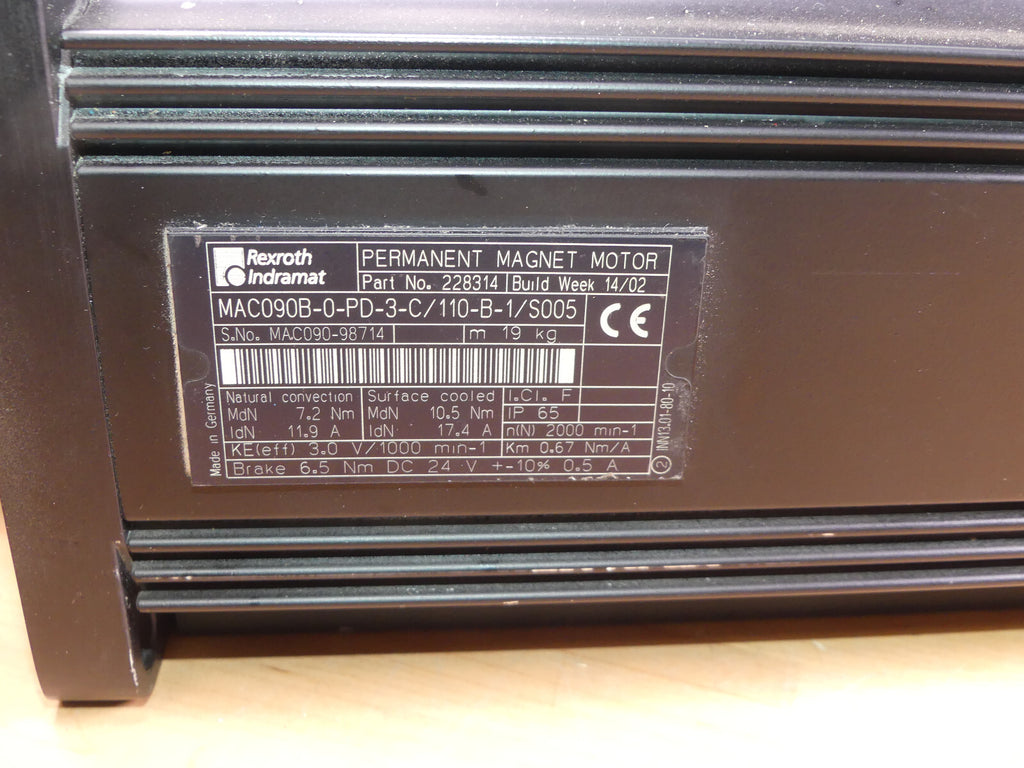 Rexroth
Indramat
PERMANENT MAGNET MOTOR
Part No. 228314 Build Week 14/02
MAC090B-0-PD-3-C/110-B-1/S005
CE
S.No. MAC090-98714 m 19 kg
Natural convection Surface cooled I.Cl. F
MdN 7.2 Nm MdN 10.5 Nm IP 65
IdN 11.9 A IdN 17.4 A n(N) 2000 min-1
KE(eff) 3.0 V/1000 min-1 Km 0.67 Nm/A
Brake 6.5 Nm DC 24 V +-10% 0.5 A
Made in Germany
2 INN13.01-80-10